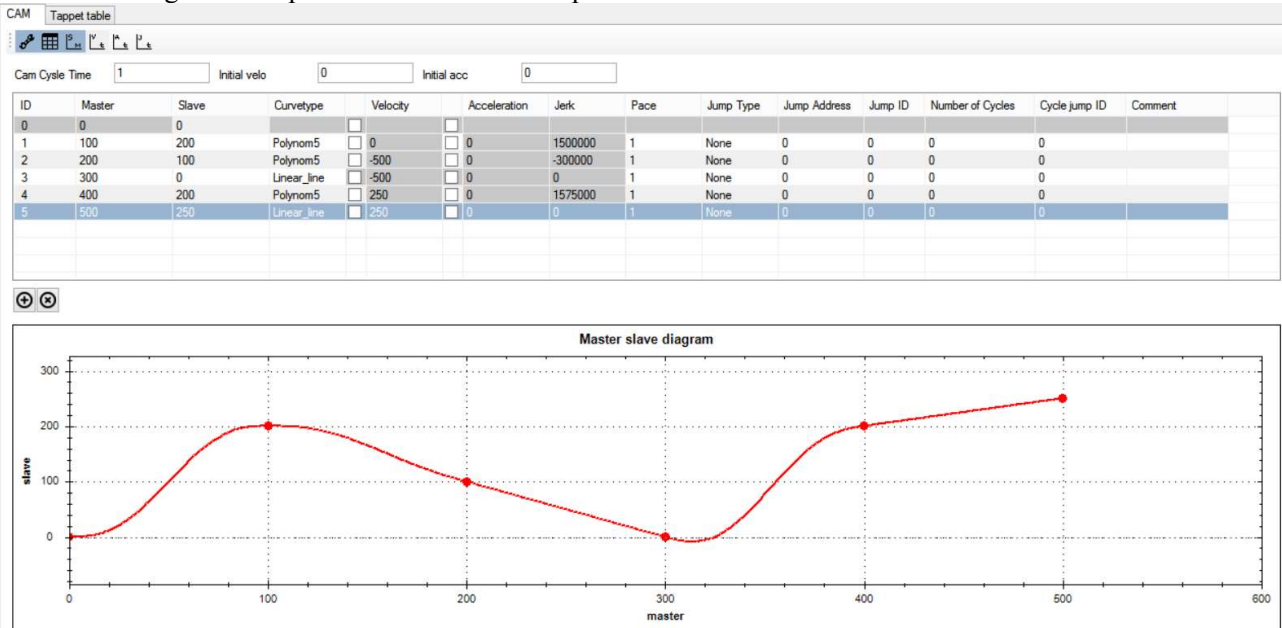 CAM Tappet table
S M V t A t J t
Cam Cysle Time 1 Initial velo 0 Initial acc 0
ID Master Slave Curvetype Velocity Acceleration Jerk Pace Jump Type Jump Address Jump ID Number of Cycles Cycle jump ID Comment
0 0 0
1 100 200 Polynom5 0 0 1500000 1 None 0 0 0 0
2 200 100 Polynom5 -500 0 -300000 1 None 0 0 0 0
3 300 0 Linear_line -500 0 0 1 None 0 0 0 0
4 400 200 Polynom5 250 0 1575000 1 None 0 0 0 0
5 500 250 Linear_line 250 0 0 1 None 0 0 0 0
Master slave diagram
300
200
100
0
slave
0 100 200 300 400 500 600
master